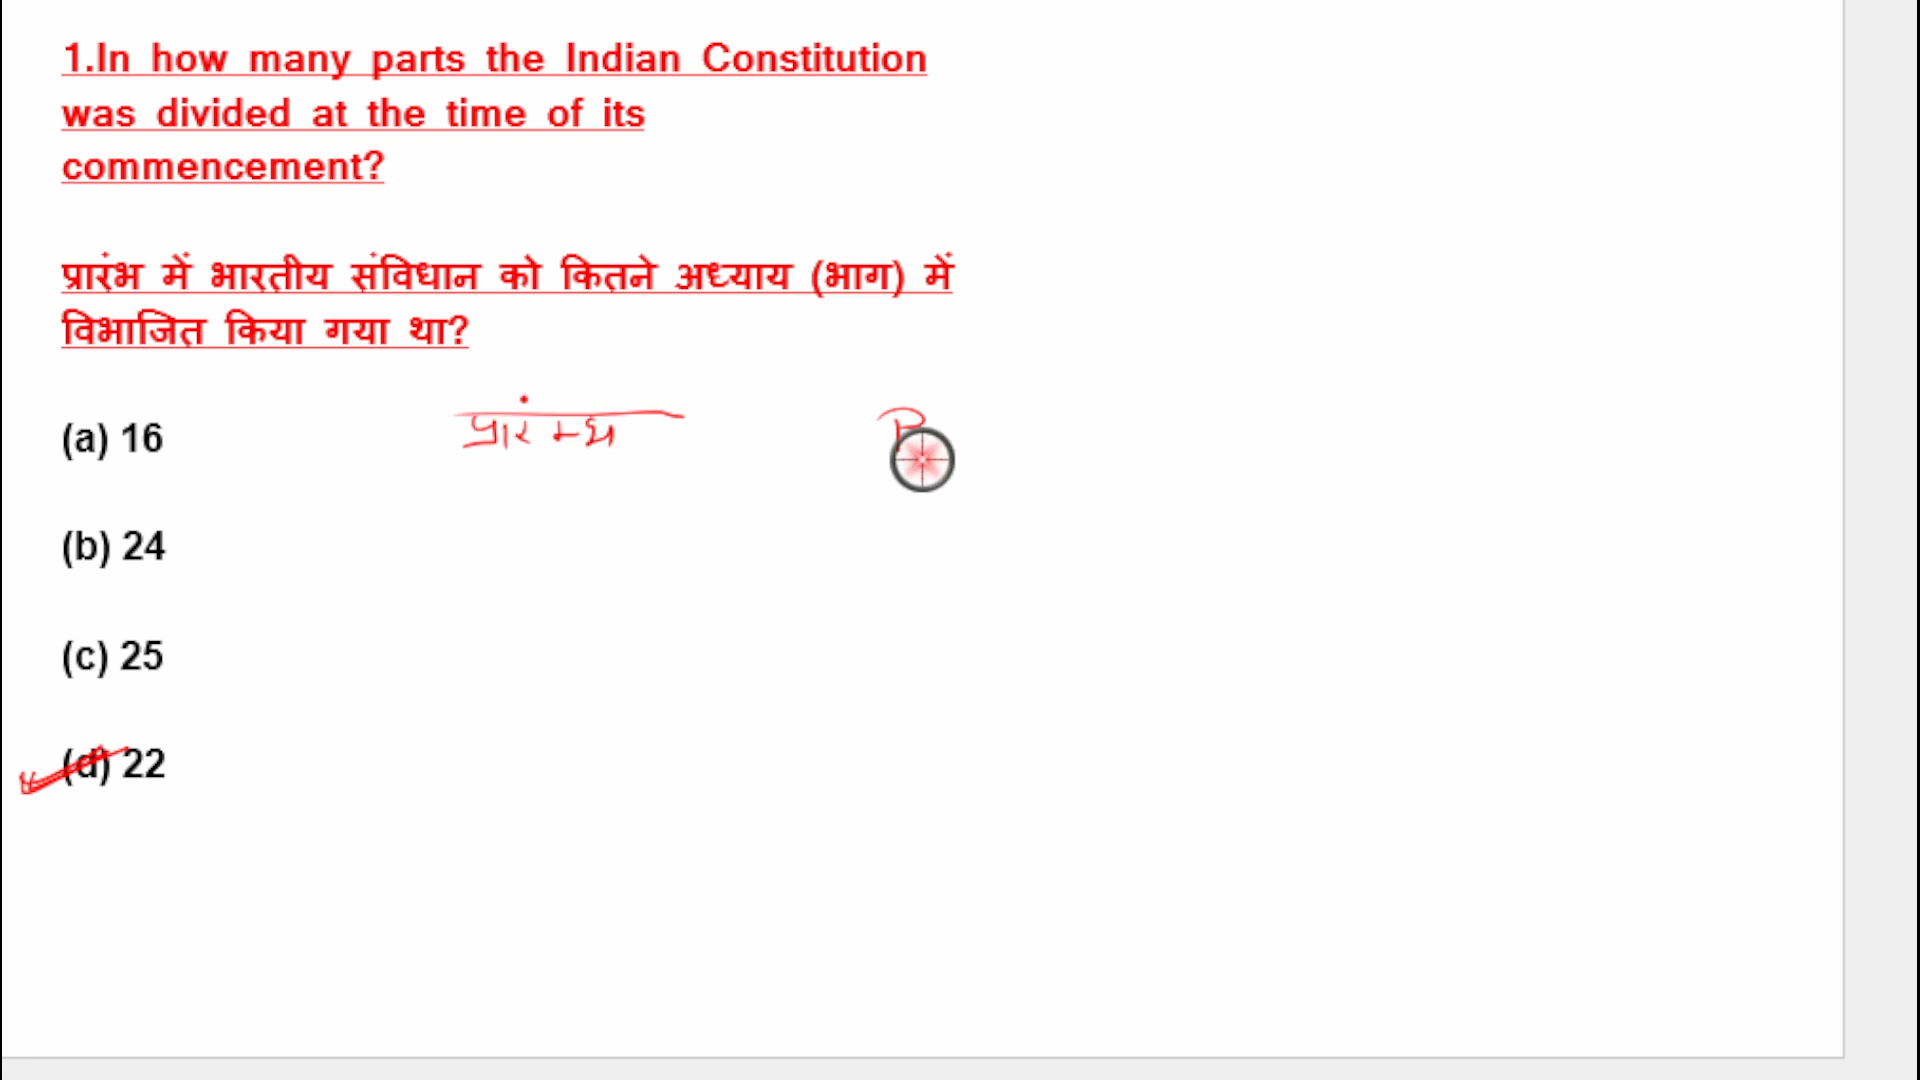 1.In how many parts the Indian Constitution
was divided at the time of its
commencement?
प्रारंभ में भारतीय संविधान को कितने अध्याय (भाग) में
विभाजित किया गया था?
(a) 16
(b) 24
(c) 25
(d) 22